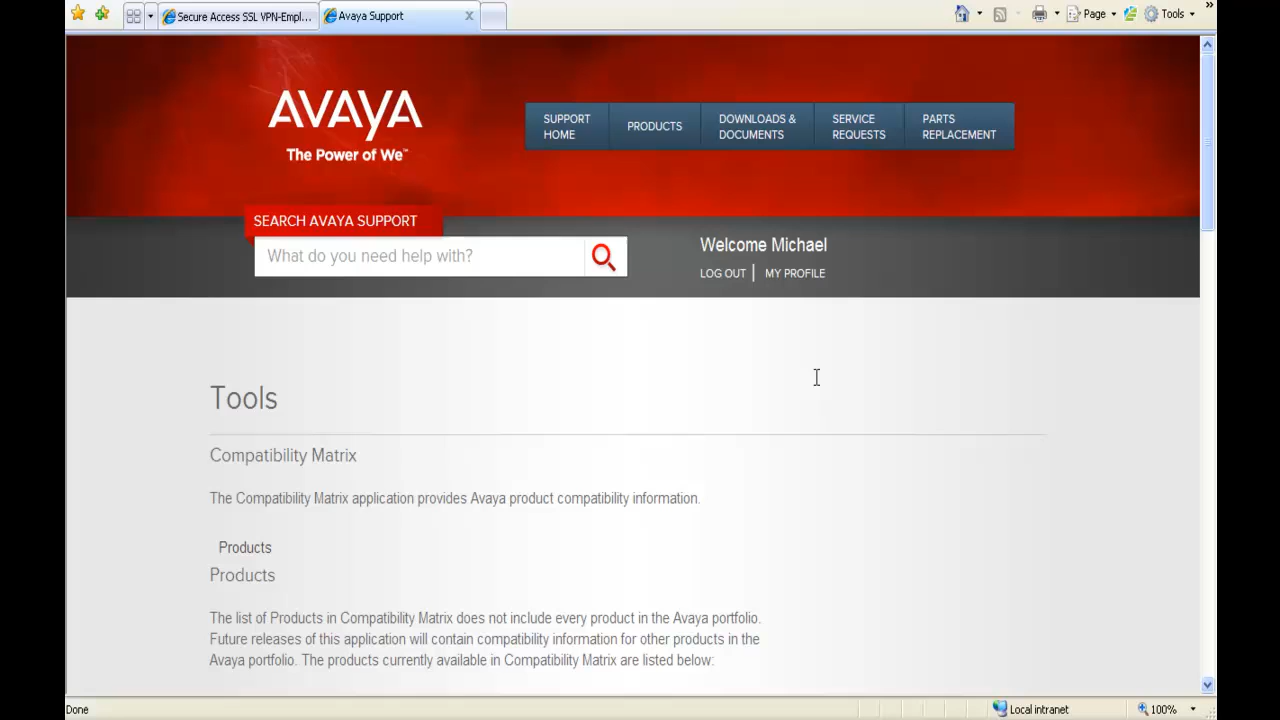 Secure Access SSL VPN-Empl...
Avaya Support
Page
Tools
»
AVAYA
The Power of We™
SUPPORT HOME
PRODUCTS
DOWNLOADS & DOCUMENTS
SERVICE REQUESTS
PARTS REPLACEMENT
SEARCH AVAYA SUPPORT
What do you need help with?
Welcome Michael
LOG OUT | MY PROFILE
Tools
Compatibility Matrix
The Compatibility Matrix application provides Avaya product compatibility information.
Products
Products
The list of Products in Compatibility Matrix does not include every product in the Avaya portfolio.
Future releases of this application will contain compatibility information for other products in the
Avaya portfolio. The products currently available in Compatibility Matrix are listed below:
Done
Local intranet
100%